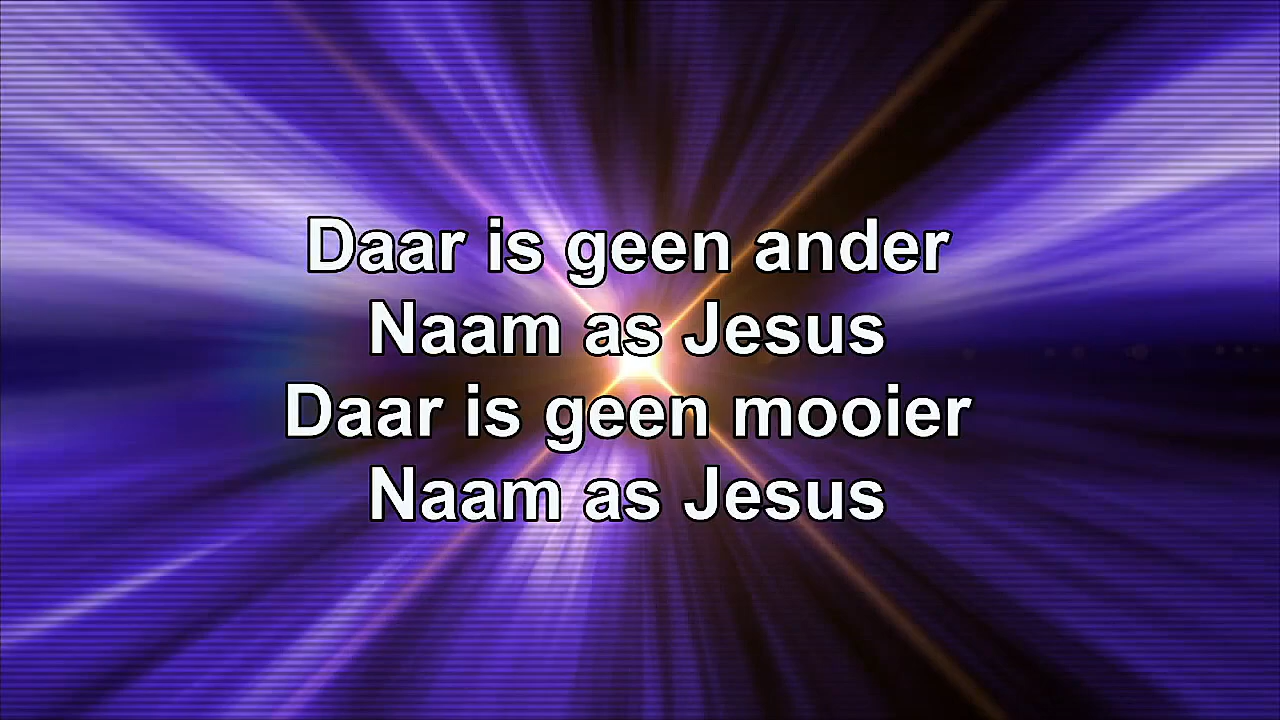 Daar is geen ander
Naam as Jesus
Daar is geen mooier
Naam as Jesus